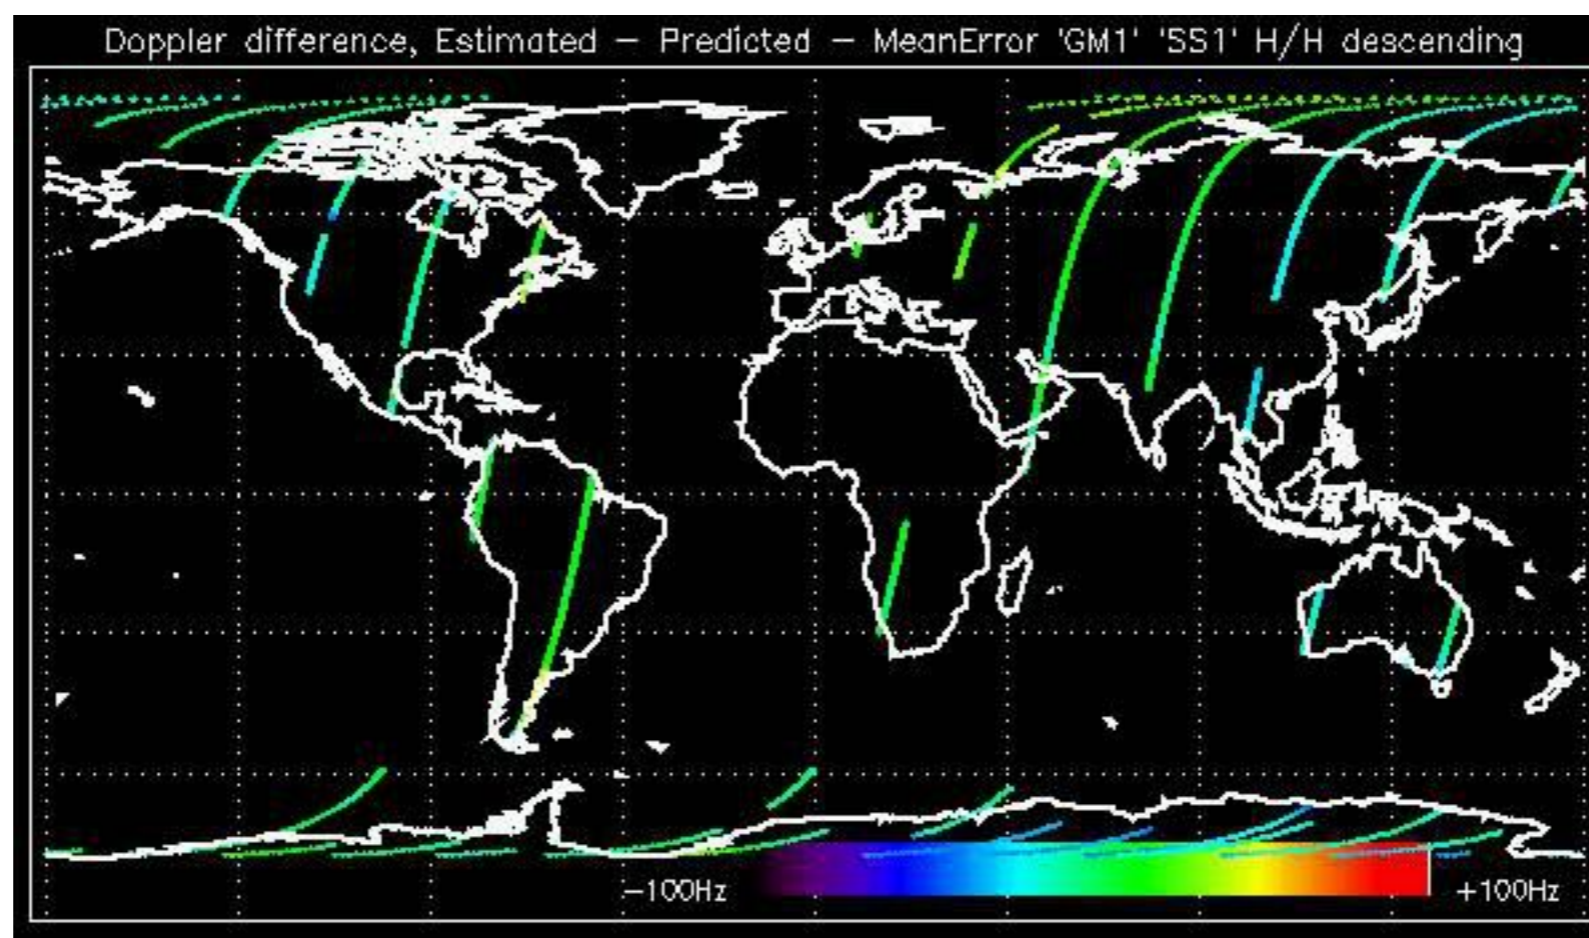 Doppler difference, Estimated – Predicted – MeanError 'GM1' 'SS1' H/H descending
–100Hz
+100Hz